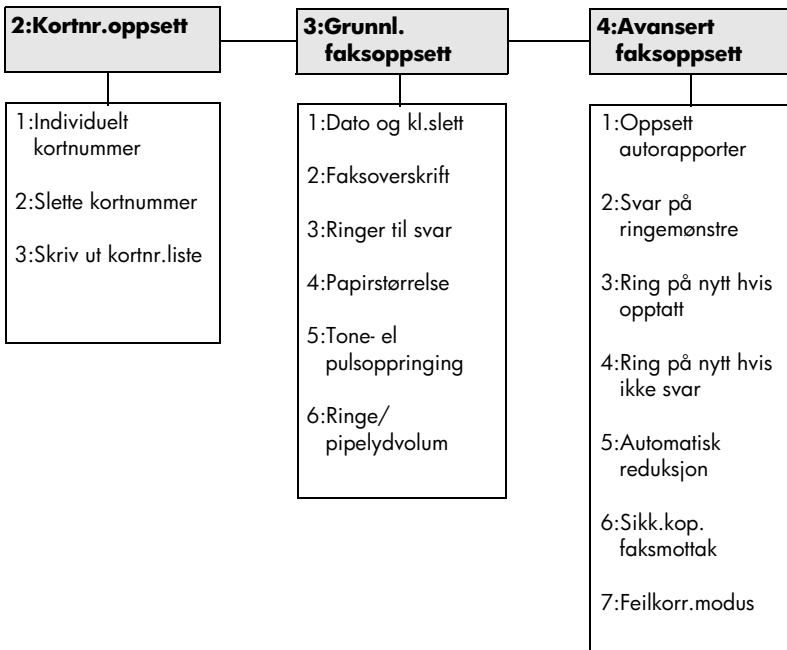 2:Kortnr.oppsett
1:Individuelt
kortnummer
2:Slette kortnummer
3:Skriv ut kortnr.liste
3:Grunnl.
faksoppsett
1:Dato og kl.slett
2:Faksoverskrift
3:Ringer til svar
4:Papirstørrelse
5:Tone- el
pulsoppringing
6:Ringe/
pipelydvolum
4:Avansert
faksoppsett
1:Oppsett
autorapporter
2:Svar på
ringemønstre
3:Ring på nytt hvis
opptatt
4:Ring på nytt hvis
ikke svar
5:Automatisk
reduksjon
6:Sikk.kop.
faksmottak
7:Feilkorr.modus